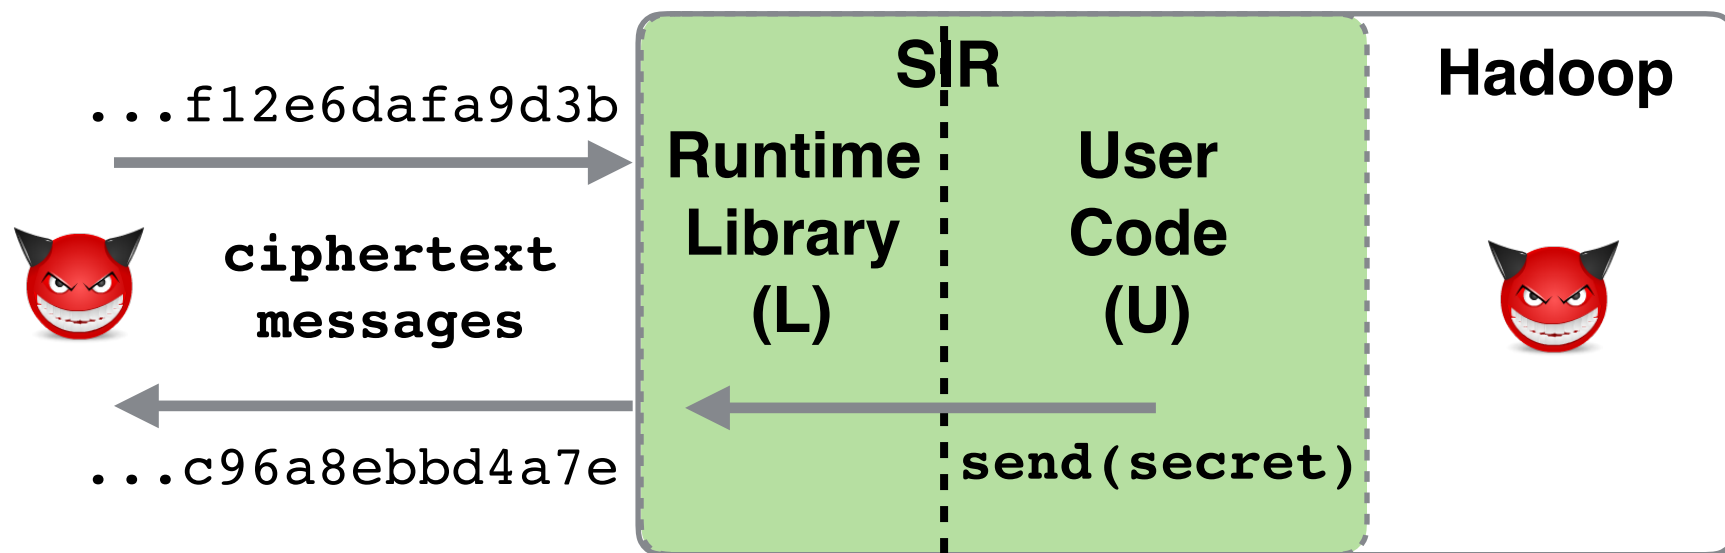 SIR
Hadoop
...f12e6dafa9d3b
Runtime
Library
(L)
User
Code
(U)
ciphertext
messages
send(secret)
...c96a8ebbd4a7e